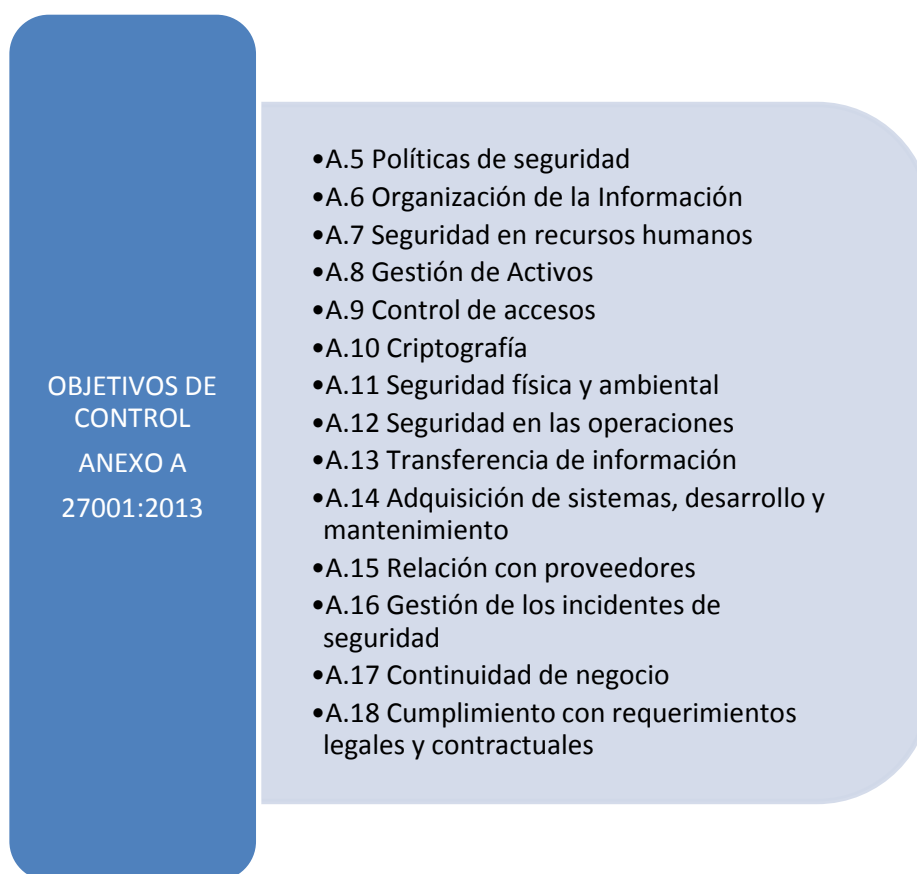 OBJETIVOS DE
CONTROL
ANEXO A
27001:2013
•A.5 Políticas de seguridad
•A.6 Organización de la Información
•A.7 Seguridad en recursos humanos
•A.8 Gestión de Activos
•A.9 Control de accesos
•A.10 Criptografía
•A.11 Seguridad física y ambiental
•A.12 Seguridad en las operaciones
•A.13 Transferencia de información
•A.14 Adquisición de sistemas, desarrollo y
mantenimiento
•A.15 Relación con proveedores
•A.16 Gestión de los incidentes de
seguridad
•A.17 Continuidad de negocio
•A.18 Cumplimiento con requerimientos
legales y contractuales